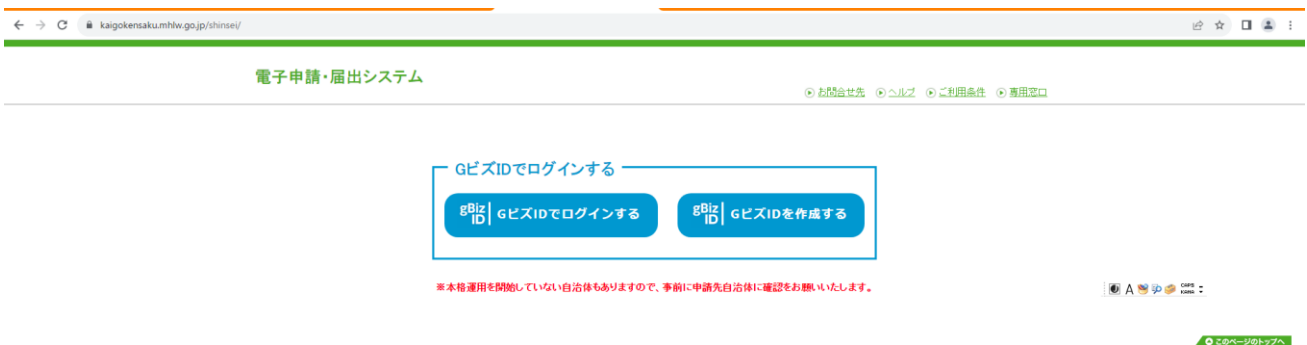 kaigokensaku.mhlw.go.jp/shinsei/
電子申請・届出システム
お問合せ先 ヘルプ ご利用条件 専用窓口
GビズIDでログインする
gBiz ID GビズIDでログインする gBiz ID GビズIDを作成する
※本格運用を開始していない自治体もありますので、事前に申請先自治体に確認をお願いいたします。
A CAPS KANA
このページのトップへ